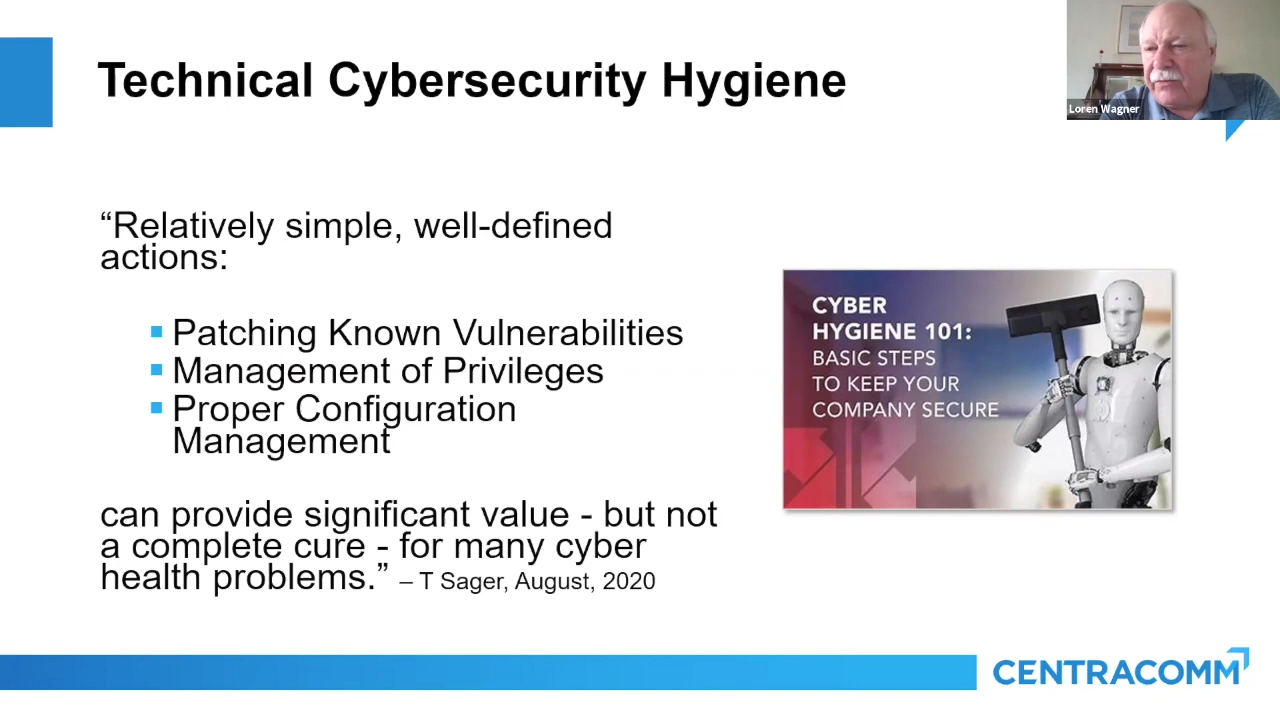 Technical Cybersecurity Hygiene
Loren Wagner
“Relatively simple, well-defined
actions:
Patching Known Vulnerabilities
Management of Privileges
Proper Configuration
Management
can provide significant value - but not
a complete cure - for many cyber
health problems.” – T Sager, August, 2020
CYBER
HYGIENE 101:
BASIC STEPS
TO KEEP YOUR
COMPANY SECURE
CENTRACOMM